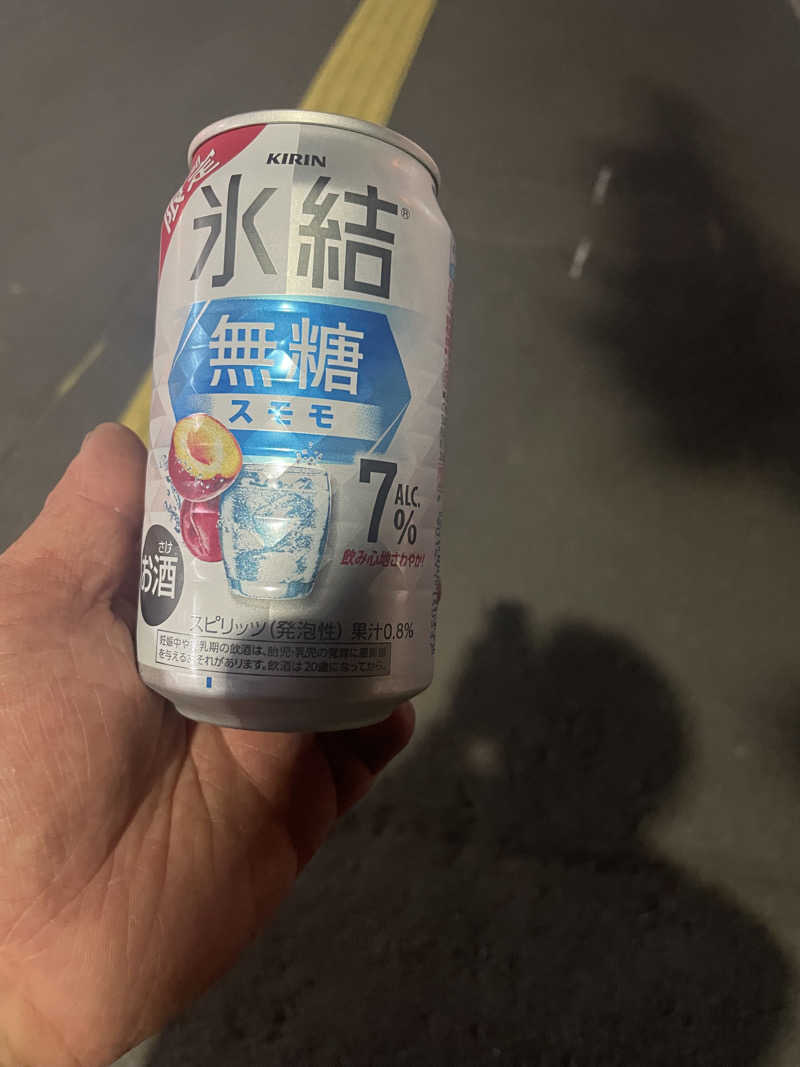 限定
KIRIN
氷結®
無糖
スモモ
7 ALC. %
飲み心地さわやか!
さけ
お酒
スピリッツ(発泡性) 果汁0.8%
妊娠中や 乳期の飲酒は、胎児・乳児の発育に悪影響
を与えるおそれがあります。飲酒は20歳になってから。